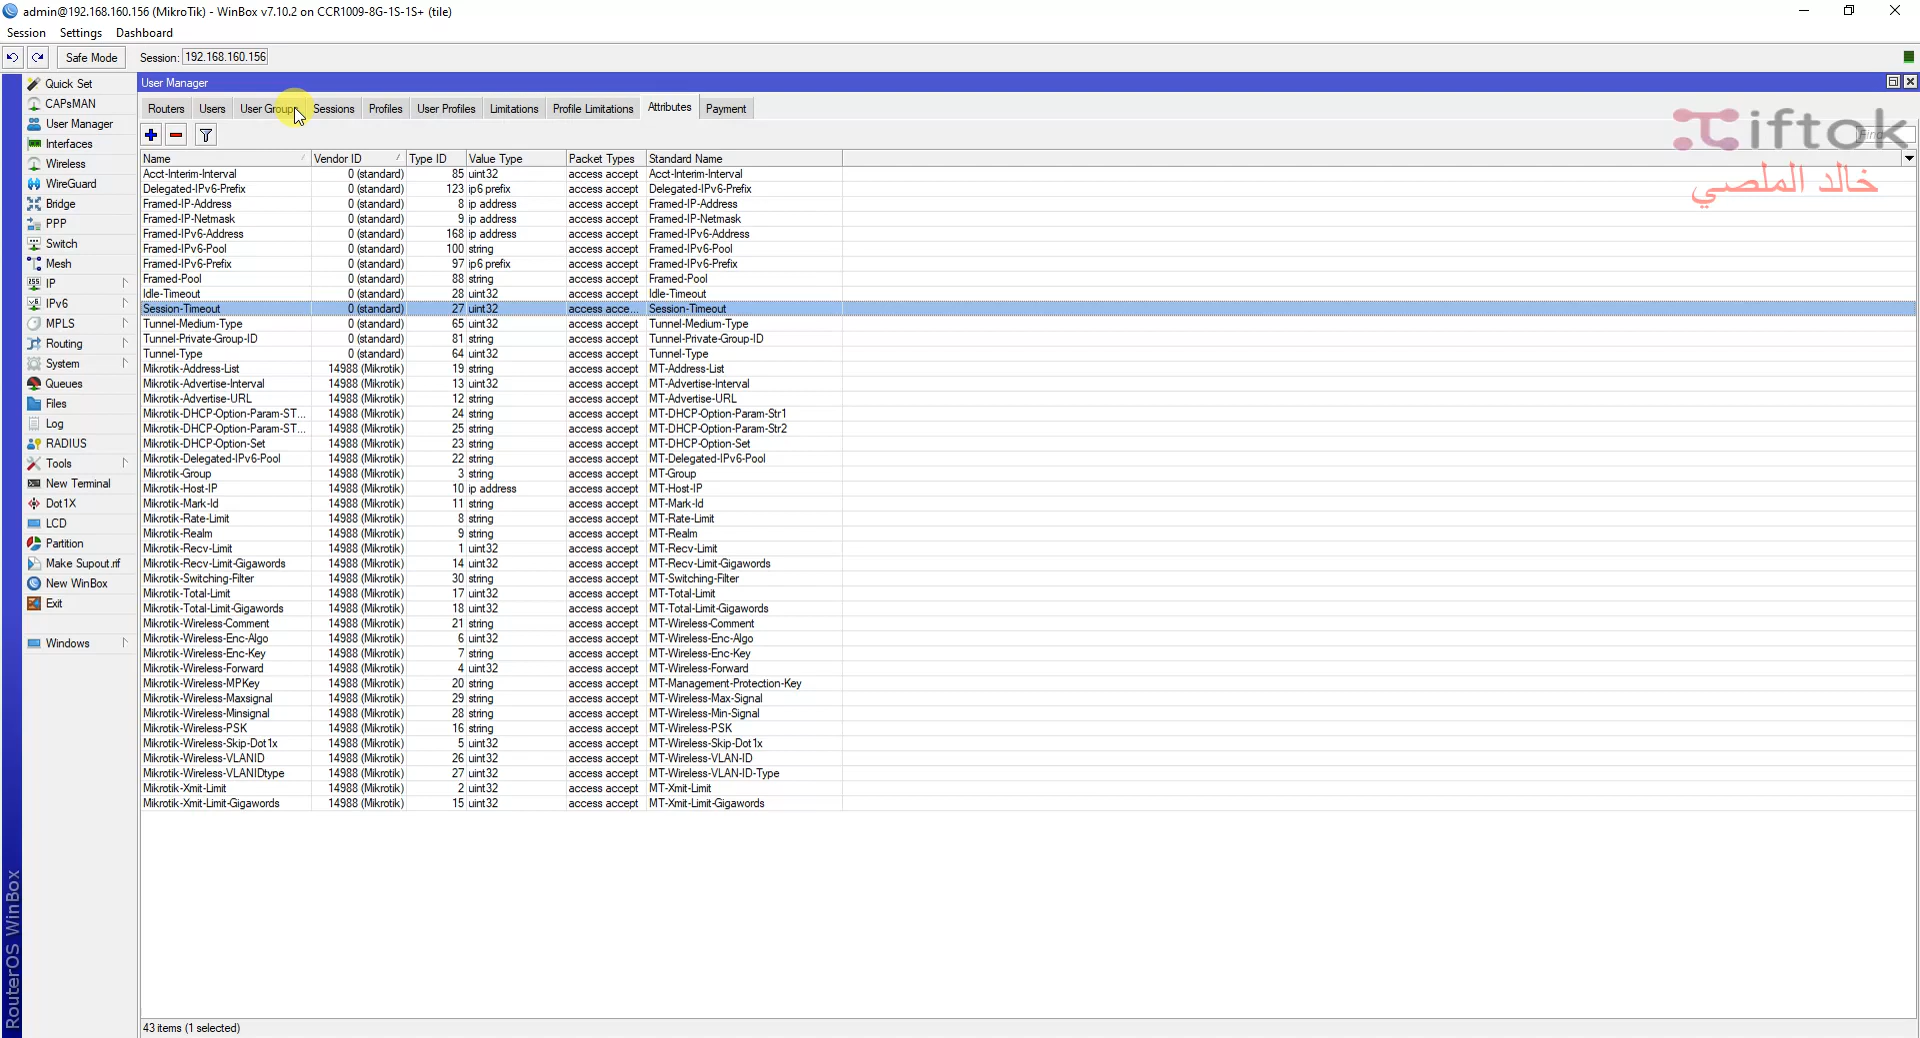 admin@192.168.160.156 (MikroTik) - WinBox v7.10.2 on CCR1009-8G-1S-1S+ (tile)
Session Settings Dashboard
Safe Mode Session: 192.168.160.156
Quick Set
CAPsMAN
User Manager
Interfaces
Wireless
WireGuard
Bridge
PPP
Switch
Mesh
IP
IPv6
MPLS
Routing
System
Queues
Files
Log
RADIUS
Tools
New Terminal
Dot1X
LCD
Partition
Make Supout.rif
New WinBox
Exit
Windows
RouterOS WinBox
User Manager
Routers Users User Groups Sessions Profiles User Profiles Limitations Profile Limitations Attributes Payment
Find
iftok
خالد الملصي
Name Vendor ID Type ID Value Type Packet Types Standard Name
Acct-Interim-Interval 0 (standard) 85 uint32 access accept Acct-Interim-Interval
Delegated-IPv6-Prefix 0 (standard) 123 ip6 prefix access accept Delegated-IPv6-Prefix
Framed-IP-Address 0 (standard) 8 ip address access accept Framed-IP-Address
Framed-IP-Netmask 0 (standard) 9 ip address access accept Framed-IP-Netmask
Framed-IPv6-Address 0 (standard) 168 ip address access accept Framed-IPv6-Address
Framed-IPv6-Pool 0 (standard) 100 string access accept Framed-IPv6-Pool
Framed-IPv6-Prefix 0 (standard) 97 ip6 prefix access accept Framed-IPv6-Prefix
Framed-Pool 0 (standard) 88 string access accept Framed-Pool
Idle-Timeout 0 (standard) 28 uint32 access accept Idle-Timeout
Session-Timeout 0 (standard) 27 uint32 access acce... Session-Timeout
Tunnel-Medium-Type 0 (standard) 65 uint32 access accept Tunnel-Medium-Type
Tunnel-Private-Group-ID 0 (standard) 81 string access accept Tunnel-Private-Group-ID
Tunnel-Type 0 (standard) 64 uint32 access accept Tunnel-Type
Mikrotik-Address-List 14988 (Mikrotik) 19 string access accept MT-Address-List
Mikrotik-Advertise-Interval 14988 (Mikrotik) 13 uint32 access accept MT-Advertise-Interval
Mikrotik-Advertise-URL 14988 (Mikrotik) 12 string access accept MT-Advertise-URL
Mikrotik-DHCP-Option-Param-ST... 14988 (Mikrotik) 24 string access accept MT-DHCP-Option-Param-Str1
Mikrotik-DHCP-Option-Param-ST... 14988 (Mikrotik) 25 string access accept MT-DHCP-Option-Param-Str2
Mikrotik-DHCP-Option-Set 14988 (Mikrotik) 23 string access accept MT-DHCP-Option-Set
Mikrotik-Delegated-IPv6-Pool 14988 (Mikrotik) 22 string access accept MT-Delegated-IPv6-Pool
Mikrotik-Group 14988 (Mikrotik) 3 string access accept MT-Group
Mikrotik-Host-IP 14988 (Mikrotik) 10 ip address access accept MT-Host-IP
Mikrotik-Mark-Id 14988 (Mikrotik) 11 string access accept MT-Mark-Id
Mikrotik-Rate-Limit 14988 (Mikrotik) 8 string access accept MT-Rate-Limit
Mikrotik-Realm 14988 (Mikrotik) 9 string access accept MT-Realm
Mikrotik-Recv-Limit 14988 (Mikrotik) 1 uint32 access accept MT-Recv-Limit
Mikrotik-Recv-Limit-Gigawords 14988 (Mikrotik) 14 uint32 access accept MT-Recv-Limit-Gigawords
Mikrotik-Switching-Filter 14988 (Mikrotik) 30 string access accept MT-Switching-Filter
Mikrotik-Total-Limit 14988 (Mikrotik) 17 uint32 access accept MT-Total-Limit
Mikrotik-Total-Limit-Gigawords 14988 (Mikrotik) 18 uint32 access accept MT-Total-Limit-Gigawords
Mikrotik-Wireless-Comment 14988 (Mikrotik) 21 string access accept MT-Wireless-Comment
Mikrotik-Wireless-Enc-Algo 14988 (Mikrotik) 6 uint32 access accept MT-Wireless-Enc-Algo
Mikrotik-Wireless-Enc-Key 14988 (Mikrotik) 7 string access accept MT-Wireless-Enc-Key
Mikrotik-Wireless-Forward 14988 (Mikrotik) 4 uint32 access accept MT-Wireless-Forward
Mikrotik-Wireless-MPKey 14988 (Mikrotik) 20 string access accept MT-Management-Protection-Key
Mikrotik-Wireless-Maxsignal 14988 (Mikrotik) 29 string access accept MT-Wireless-Max-Signal
Mikrotik-Wireless-Minsignal 14988 (Mikrotik) 28 string access accept MT-Wireless-Min-Signal
Mikrotik-Wireless-PSK 14988 (Mikrotik) 16 string access accept MT-Wireless-PSK
Mikrotik-Wireless-Skip-Dot1x 14988 (Mikrotik) 5 uint32 access accept MT-Wireless-Skip-Dot1x
Mikrotik-Wireless-VLANID 14988 (Mikrotik) 26 uint32 access accept MT-Wireless-VLAN-ID
Mikrotik-Wireless-VLANIDtype 14988 (Mikrotik) 27 uint32 access accept MT-Wireless-VLAN-ID-Type
Mikrotik-Xmit-Limit 14988 (Mikrotik) 2 uint32 access accept MT-Xmit-Limit
Mikrotik-Xmit-Limit-Gigawords 14988 (Mikrotik) 15 uint32 access accept MT-Xmit-Limit-Gigawords
43 items (1 selected)